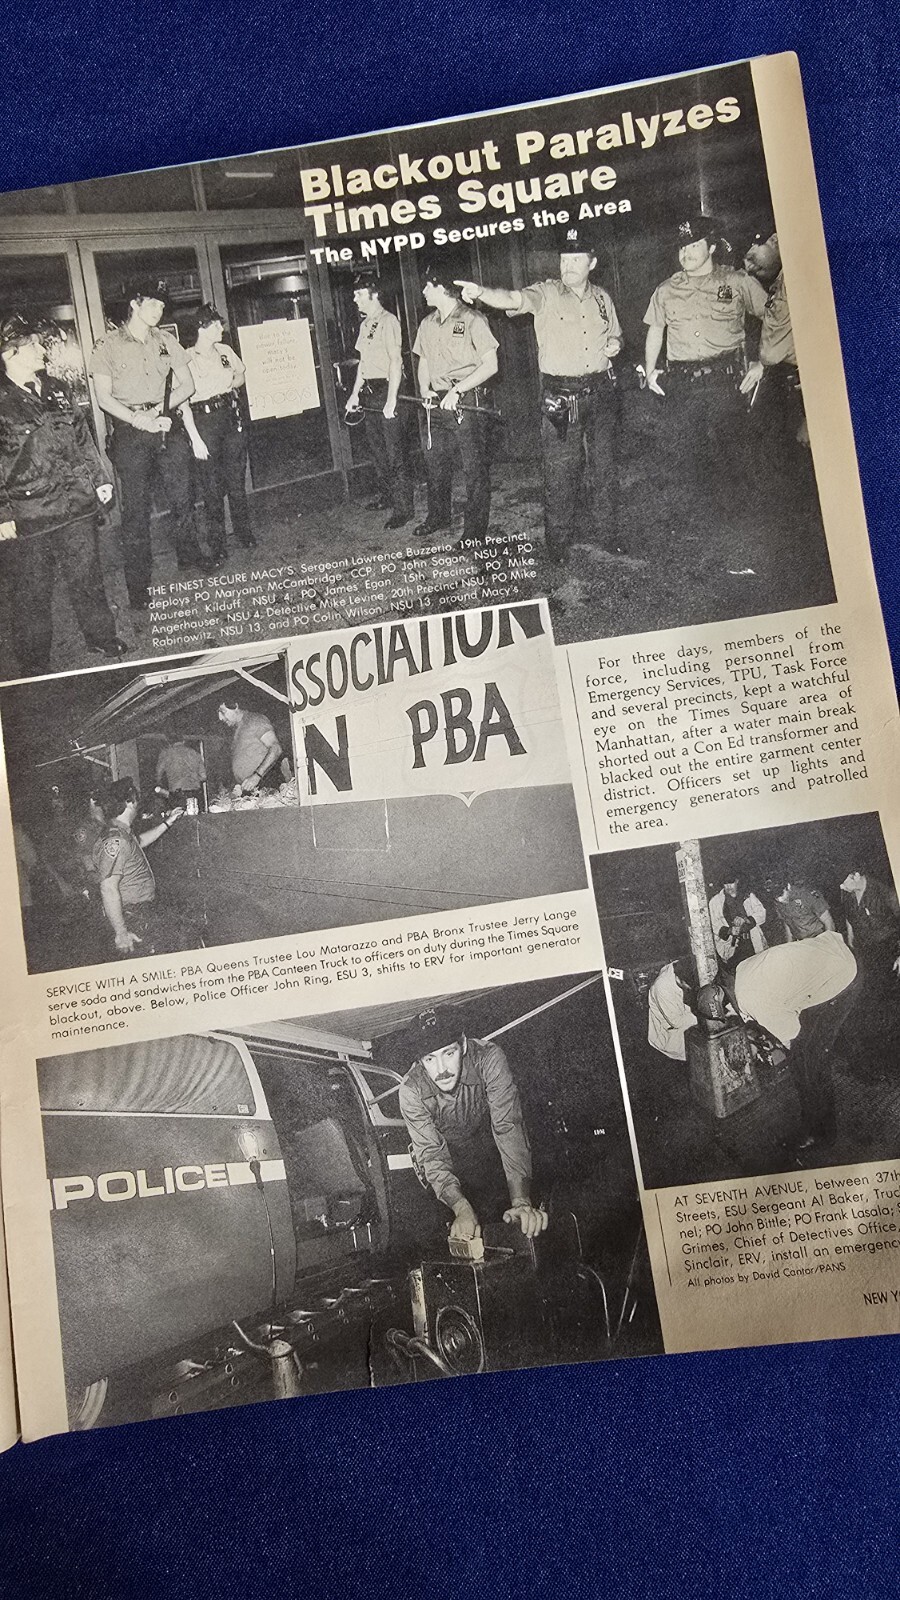 Blackout Paralyzes
Times Square
The NYPD Secures the Area
macys
THE FINEST SECURE MACY'S: Sergeant Lawrence Buzzerio, 19th Precinct,
deploys PO Maryann McCambridge, CCP, PO John Sagan, NSU 4, PO
Maureen Kilduff, NSU 4, PO James Egan, 15th Precinct, PO Mike
Angerhauser, NSU 4, Detective Mike Levine, 20th Precinct NSU, PO Mike
Rabinowitz, NSU 13, and PO Colin Wilson, NSU 13, around Macy's
SSOCIATION
N PBA
For three days, members of the
force, including personnel from
Emergency Services, TPU, Task Force
and several precincts, kept a watchful
eye on the Times Square area of
Manhattan, after a water main break
shorted out a Con Ed transformer and
blacked out the entire garment center
district. Officers set up lights and
emergency generators and patrolled
the area.
SERVICE WITH A SMILE: PBA Queens Trustee Lou Matarazzo and PBA Bronx Trustee Jerry Lange
serve soda and sandwiches from the PBA Canteen Truck to officers on duty during the Times Square
blackout, above. Below, Police Officer John Ring, ESU 3, shifts to ERV for important generator
maintenance.
POLICE
AT SEVENTH AVENUE, between 37th
Streets, ESU Sergeant Al Baker, Truc
nel; PO John Bittle; PO Frank Lasala; S
Grimes, Chief of Detectives Office,
Sinclair, ERV, install an emergenc
All photos by David Cantor/PANS
NEW Y